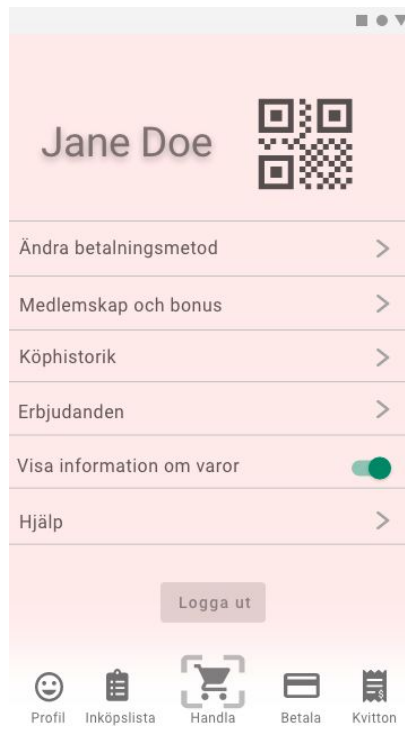 Jane Doe
Ändra betalningsmetod
Medlemskap och bonus
Köphistorik
Erbjudanden
Visa information om varor
Hjälp
Logga ut
Profil Inköpslista Handla Betala Kvitton